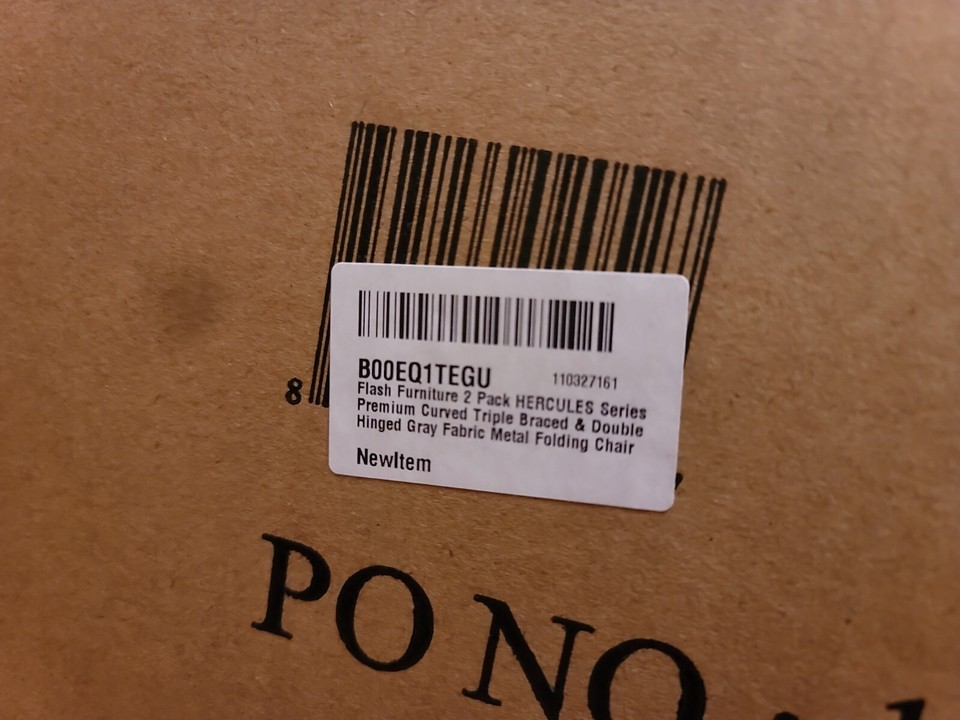 8
B00EQ1TEGU 110327161
Flash Furniture 2 Pack HERCULES Series
Premium Curved Triple Braced & Double
Hinged Gray Fabric Metal Folding Chair
NewItem
PO NO